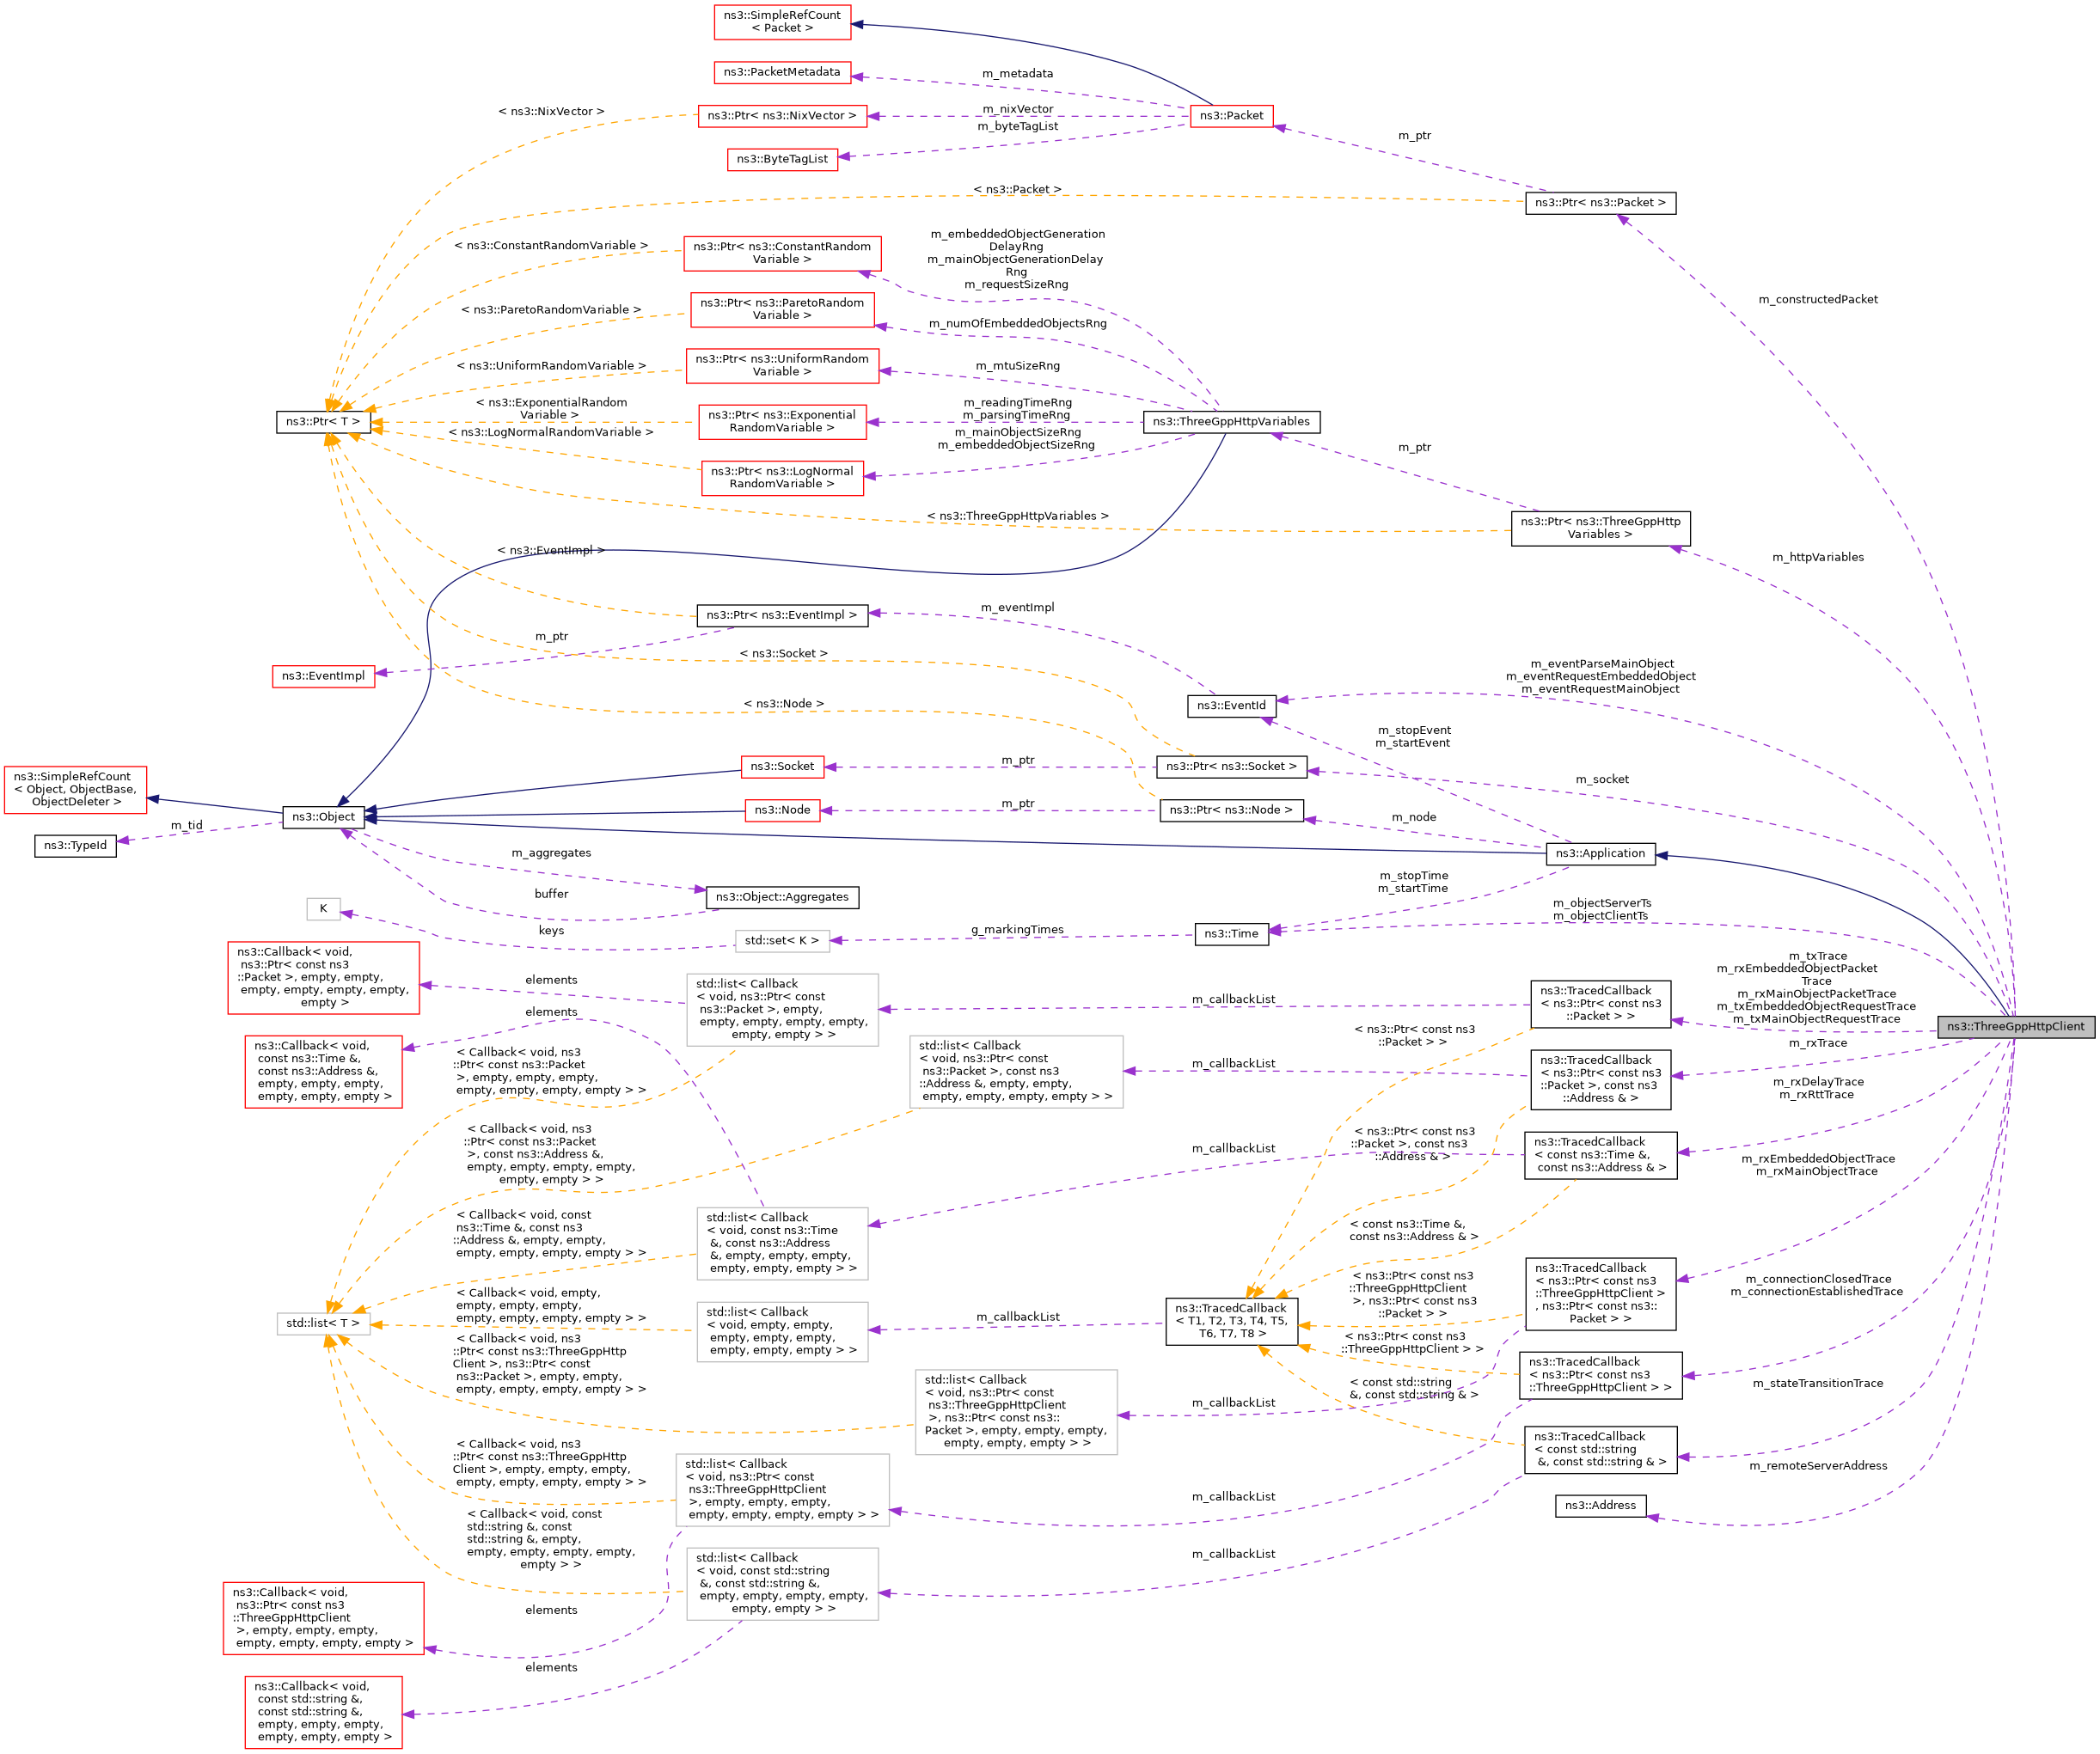 ns3::SimpleRefCount
< Packet >
ns3::PacketMetadata
m_metadata
< ns3::NixVector >
ns3::Ptr< ns3::NixVector >
m_nixVector
ns3::Packet
m_byteTagList
ns3::ByteTagList
m_ptr
< ns3::Packet >
ns3::Ptr< ns3::Packet >
m_embeddedObjectGeneration
DelayRng
m_mainObjectGenerationDelay
Rng
m_requestSizeRng
< ns3::ConstantRandomVariable >
ns3::Ptr< ns3::ConstantRandom
Variable >
m_constructedPacket
< ns3::ParetoRandomVariable >
ns3::Ptr< ns3::ParetoRandom
Variable >
m_numOfEmbeddedObjectsRng
< ns3::UniformRandomVariable >
ns3::Ptr< ns3::UniformRandom
Variable >
m_mtuSizeRng
ns3::Ptr< T >
< ns3::ExponentialRandom
Variable >
ns3::Ptr< ns3::Exponential
RandomVariable >
m_readingTimeRng
m_parsingTimeRng
ns3::ThreeGppHttpVariables
< ns3::LogNormalRandomVariable >
m_mainObjectSizeRng
m_embeddedObjectSizeRng
m_ptr
ns3::Ptr< ns3::LogNormal
RandomVariable >
< ns3::ThreeGppHttpVariables >
ns3::Ptr< ns3::ThreeGppHttp
Variables >
m_httpVariables
< ns3::EventImpl >
ns3::Ptr< ns3::EventImpl >
m_eventImpl
m_ptr
< ns3::Socket >
ns3::EventImpl
m_eventParseMainObject
m_eventRequestEmbeddedObject
m_eventRequestMainObject
< ns3::Node >
ns3::EventId
m_stopEvent
m_startEvent
ns3::SimpleRefCount
< Object, ObjectBase,
ObjectDeleter >
ns3::Socket
m_ptr
ns3::Ptr< ns3::Socket >
m_socket
ns3::Object
ns3::Node
m_ptr
ns3::Ptr< ns3::Node >
m_node
m_tid
ns3::TypeId
m_aggregates
ns3::Application
buffer
ns3::Object::Aggregates
m_stopTime
m_startTime
K
keys
std::set< K >
g_markingTimes
ns3::Time
m_objectServerTs
m_objectClientTs
ns3::Callback< void,
ns3::Ptr< const ns3
::Packet >, empty, empty,
empty, empty, empty, empty,
empty >
elements
std::list< Callback
< void, ns3::Ptr< const
ns3::Packet >, empty,
empty, empty, empty, empty,
empty, empty > >
m_callbackList
ns3::TracedCallback
< ns3::Ptr< const ns3
::Packet > >
m_txTrace
m_rxEmbeddedObjectPacket
Trace
m_rxMainObjectPacketTrace
m_txEmbeddedObjectRequestTrace
m_txMainObjectRequestTrace
ns3::ThreeGppHttpClient
elements
< ns3::Ptr< const ns3
::Packet > >
ns3::Callback< void,
const ns3::Time &,
const ns3::Address &,
empty, empty, empty,
empty, empty, empty >
< Callback< void, ns3
::Ptr< const ns3::Packet
>, empty, empty, empty,
empty, empty, empty, empty > >
std::list< Callback
< void, ns3::Ptr< const
ns3::Packet >, const ns3
::Address &, empty, empty,
empty, empty, empty, empty > >
m_callbackList
ns3::TracedCallback
< ns3::Ptr< const ns3
::Packet >, const ns3
::Address & >
m_rxTrace
m_rxDelayTrace
m_rxRttTrace
< Callback< void, ns3
::Ptr< const ns3::Packet
>, const ns3::Address &,
empty, empty, empty, empty,
empty, empty > >
m_callbackList
< ns3::Ptr< const ns3
::Packet >, const ns3
::Address & >
ns3::TracedCallback
< const ns3::Time &,
const ns3::Address & >
m_rxEmbeddedObjectTrace
m_rxMainObjectTrace
< Callback< void, const
ns3::Time &, const ns3
::Address &, empty, empty,
empty, empty, empty, empty > >
std::list< Callback
< void, const ns3::Time
&, const ns3::Address
&, empty, empty, empty,
empty, empty, empty > >
< const ns3::Time &,
const ns3::Address & >
std::list< T >
< Callback< void, empty,
empty, empty, empty,
empty, empty, empty, empty > >
std::list< Callback
< void, empty, empty,
empty, empty, empty,
empty, empty, empty > >
m_callbackList
ns3::TracedCallback
< T1, T2, T3, T4, T5,
T6, T7, T8 >
< ns3::Ptr< const ns3
::ThreeGppHttpClient
>, ns3::Ptr< const ns3
::Packet > >
ns3::TracedCallback
< ns3::Ptr< const ns3
::ThreeGppHttpClient >
, ns3::Ptr< const ns3::
Packet > >
m_connectionClosedTrace
m_connectionEstablishedTrace
< Callback< void, ns3
::Ptr< const ns3::ThreeGppHttp
Client >, ns3::Ptr< const
ns3::Packet >, empty, empty,
empty, empty, empty, empty > >
std::list< Callback
< void, ns3::Ptr< const
ns3::ThreeGppHttpClient
>, ns3::Ptr< const ns3::
Packet >, empty, empty, empty,
empty, empty, empty > >
m_callbackList
< ns3::Ptr< const ns3
::ThreeGppHttpClient > >
ns3::TracedCallback
< ns3::Ptr< const ns3
::ThreeGppHttpClient > >
m_stateTransitionTrace
< const std::string
&, const std::string & >
ns3::TracedCallback
< const std::string
&, const std::string & >
m_remoteServerAddress
ns3::Address
< Callback< void, ns3
::Ptr< const ns3::ThreeGppHttp
Client >, empty, empty, empty,
empty, empty, empty, empty > >
std::list< Callback
< void, ns3::Ptr< const
ns3::ThreeGppHttpClient
>, empty, empty, empty,
empty, empty, empty, empty > >
m_callbackList
< Callback< void, const
std::string &, const
std::string &, empty,
empty, empty, empty, empty,
empty > >
std::list< Callback
< void, const std::string
&, const std::string &,
empty, empty, empty, empty,
empty, empty > >
m_callbackList
ns3::Callback< void,
ns3::Ptr< const ns3
::ThreeGppHttpClient
>, empty, empty, empty,
empty, empty, empty, empty >
elements
elements
ns3::Callback< void,
const std::string &,
const std::string &,
empty, empty, empty,
empty, empty, empty >